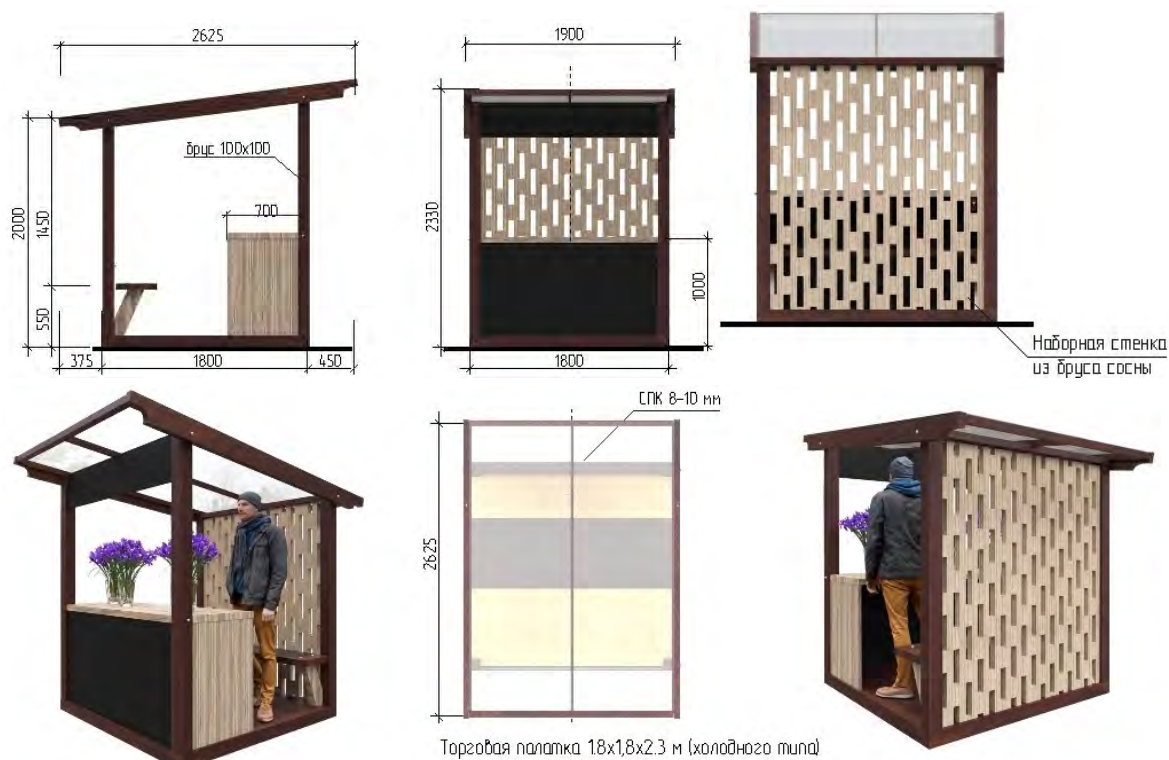 2625
брус 100х100
700
2000
1450
550
375
1800
450
1900
2330
1000
1800
Наборная стенка
из бруса сосны
СПК 8-10 мм
2625
Торговая палатка 1.8х1,8х2.3 м (холодного типа)